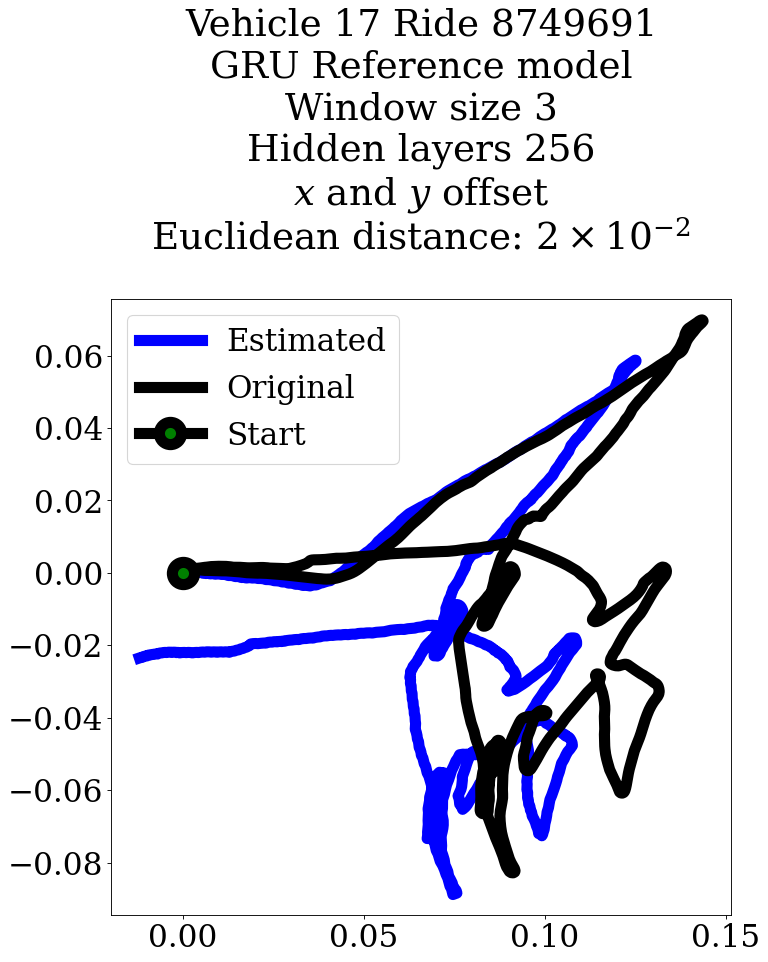 Vehicle 17 Ride 8749691
GRU Reference model
Window size 3
Hidden layers 256
x and y offset
Euclidean distance: 2 × 10⁻²
Estimated
Original
Start
0.06
0.04
0.02
0.00
−0.02
−0.04
−0.06
−0.08
0.00 0.05 0.10 0.15